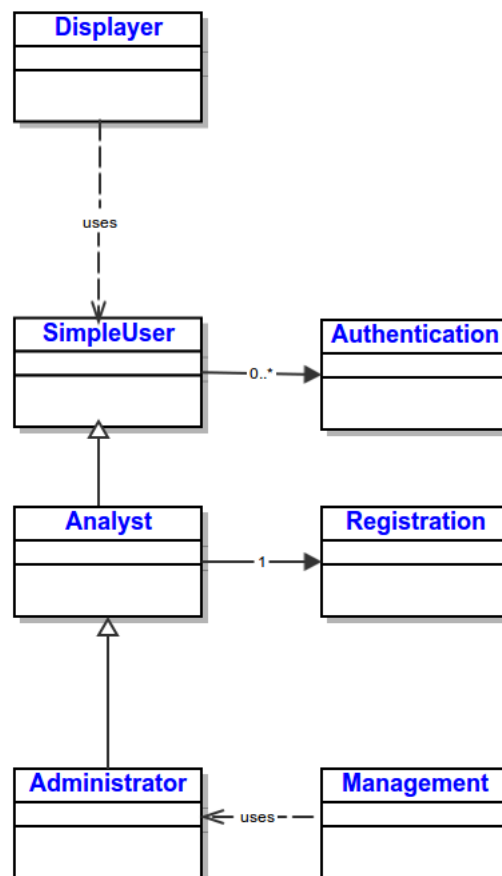 Displayer
uses
SimpleUser
Authentication
0..*
Analyst
Registration
1
Administrator
Management
uses